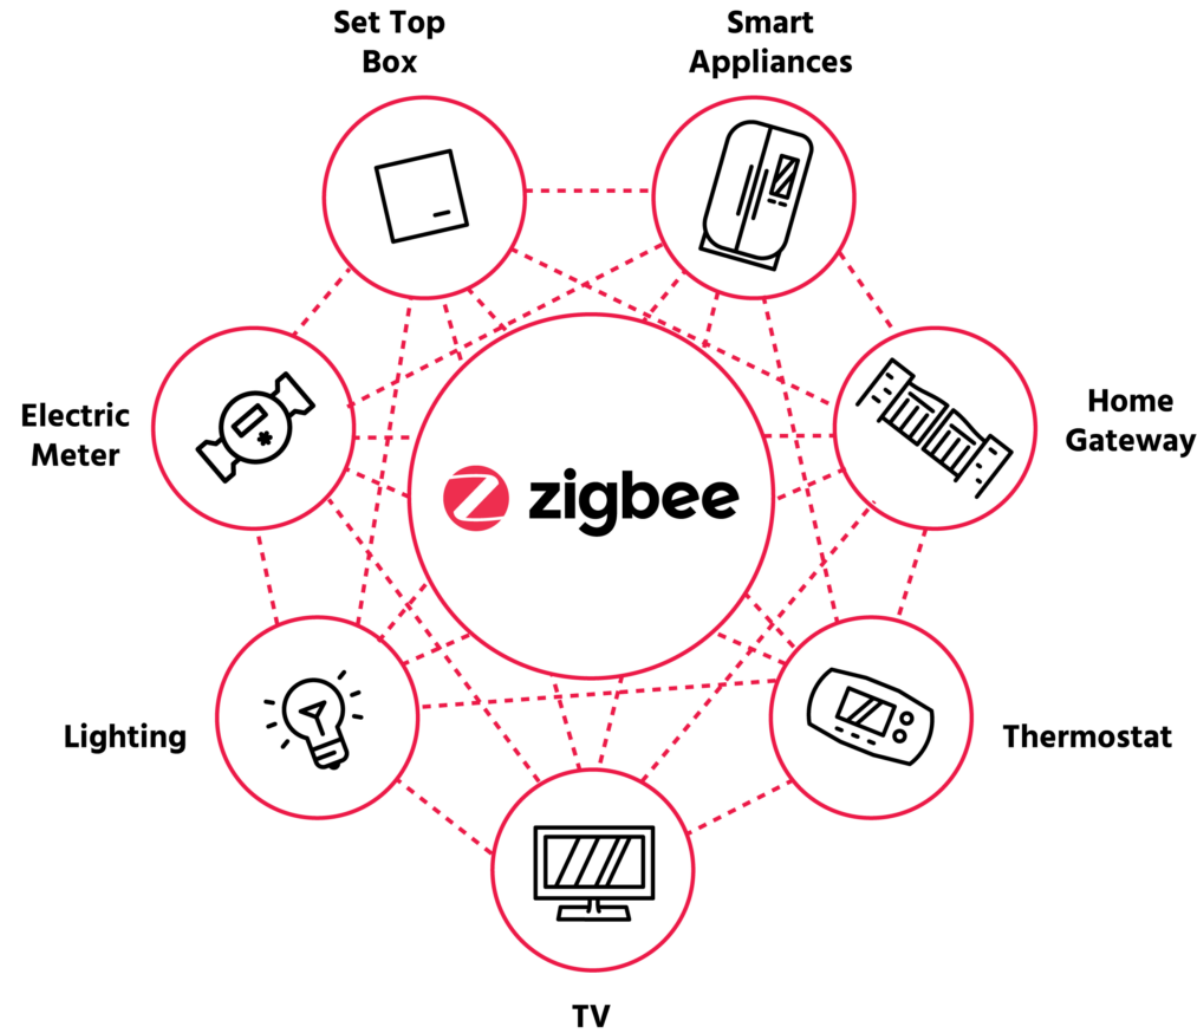 Set Top
Box
Smart
Appliances
Electric
Meter
Home
Gateway
zigbee
Lighting
Thermostat
TV